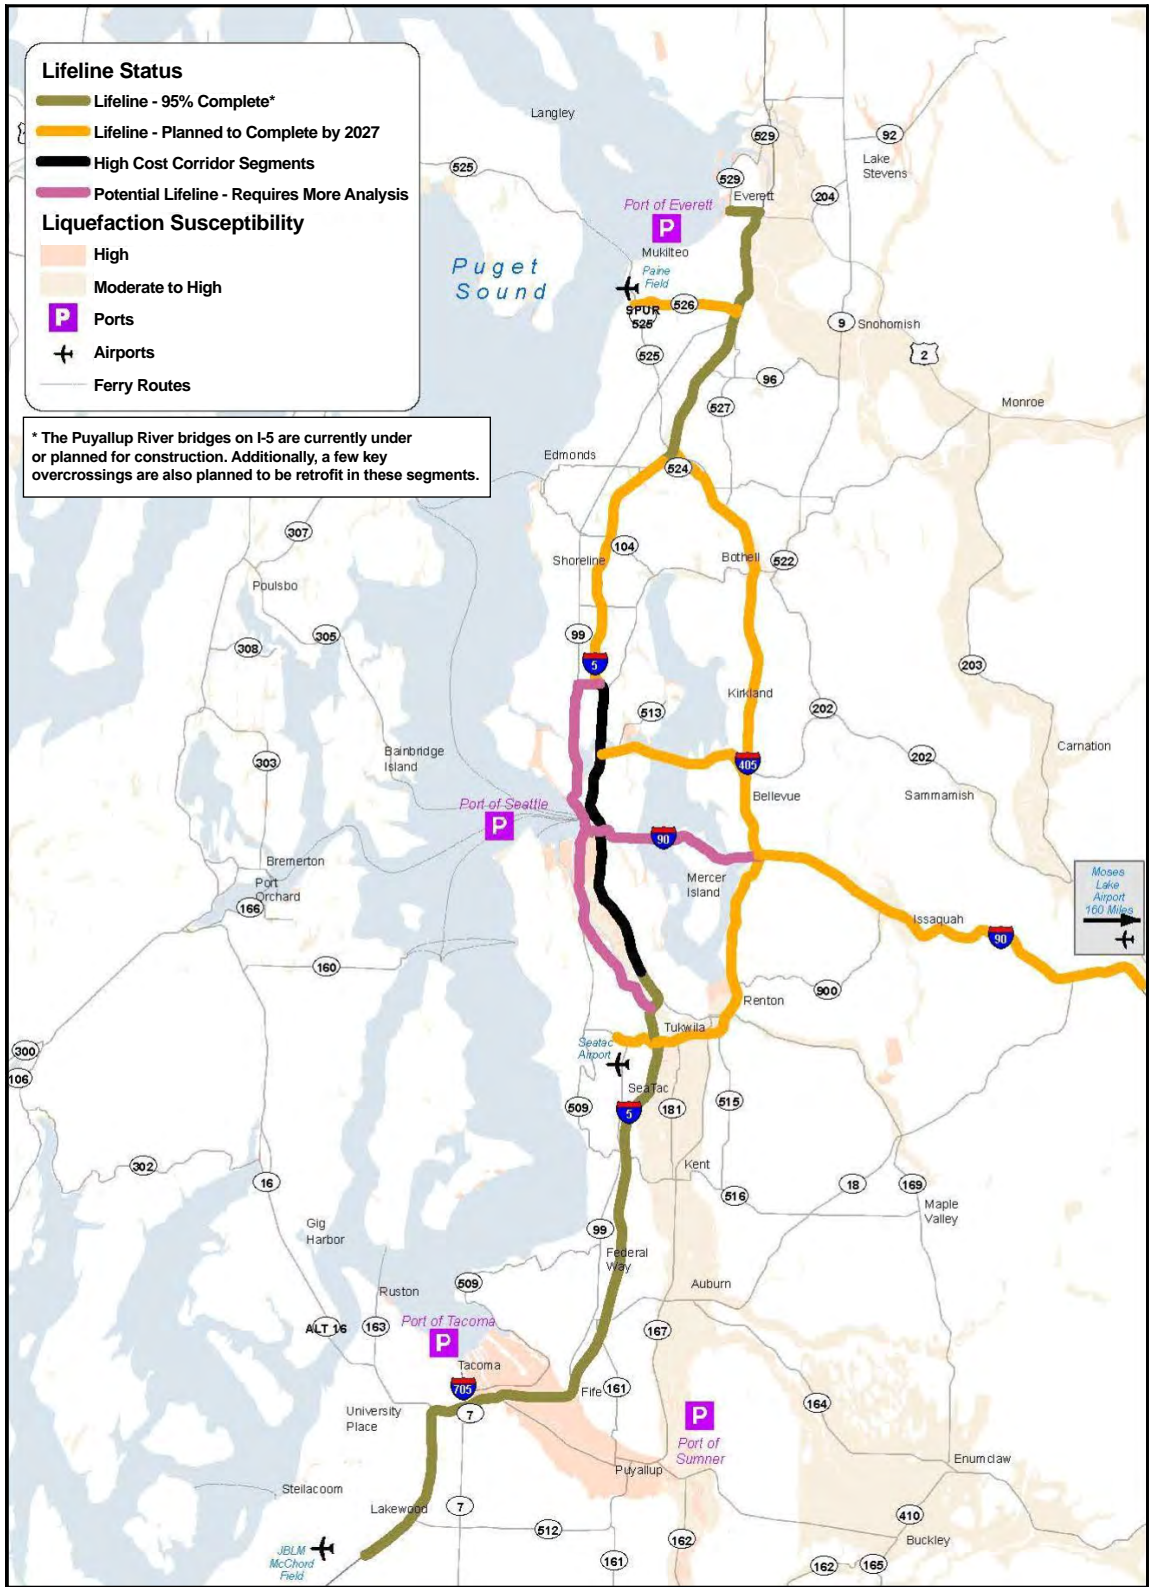 Lifeline Status
Lifeline - 95% Complete*
Lifeline - Planned to Complete by 2027
High Cost Corridor Segments
Potential Lifeline - Requires More Analysis
Liquefaction Susceptibility
High
Moderate to High
P Ports
Airports
Ferry Routes
* The Puyallup River bridges on I-5 are currently under
or planned for construction. Additionally, a few key
overcrossings are also planned to be retrofit in these segments.
Langley
525
529
92
Lake
Stevens
529
Everett
204
Port of Everett
P
Mukilteo
Puget
Sound
Paine
Field
SPUR
525
526
525
9
Snohomish
2
96
527
Monroe
Edmonds
524
307
Shoreline
104
Bothell
522
Poulsbo
305
308
99
5
203
Kirkland
513
202
303
Bainbridge
Island
405
202
Carnation
Bellevue
Sammamish
Port of Seattle
P
90
Bremerton
Port
Orchard
166
Mercer
Island
Moses
Lake
Airport
160 Miles
Issaquah
90
160
900
Renton
Tukwila
Seatac
Airport
300
106
SeaTac
509
5
181
515
302
16
Kent
516
18
169
Maple
Valley
Gig
Harbor
99
Federal
Way
509
Auburn
Ruston
ALT 16
163
Port of Tacoma
P
167
Tacoma
705
Fife
161
164
University
Place
7
P
Port of
Sumner
Puyallup
Enumclaw
Steilacoom
Lakewood
7
512
410
Buckley
JBLM
McChord
Field
161
162
162
165